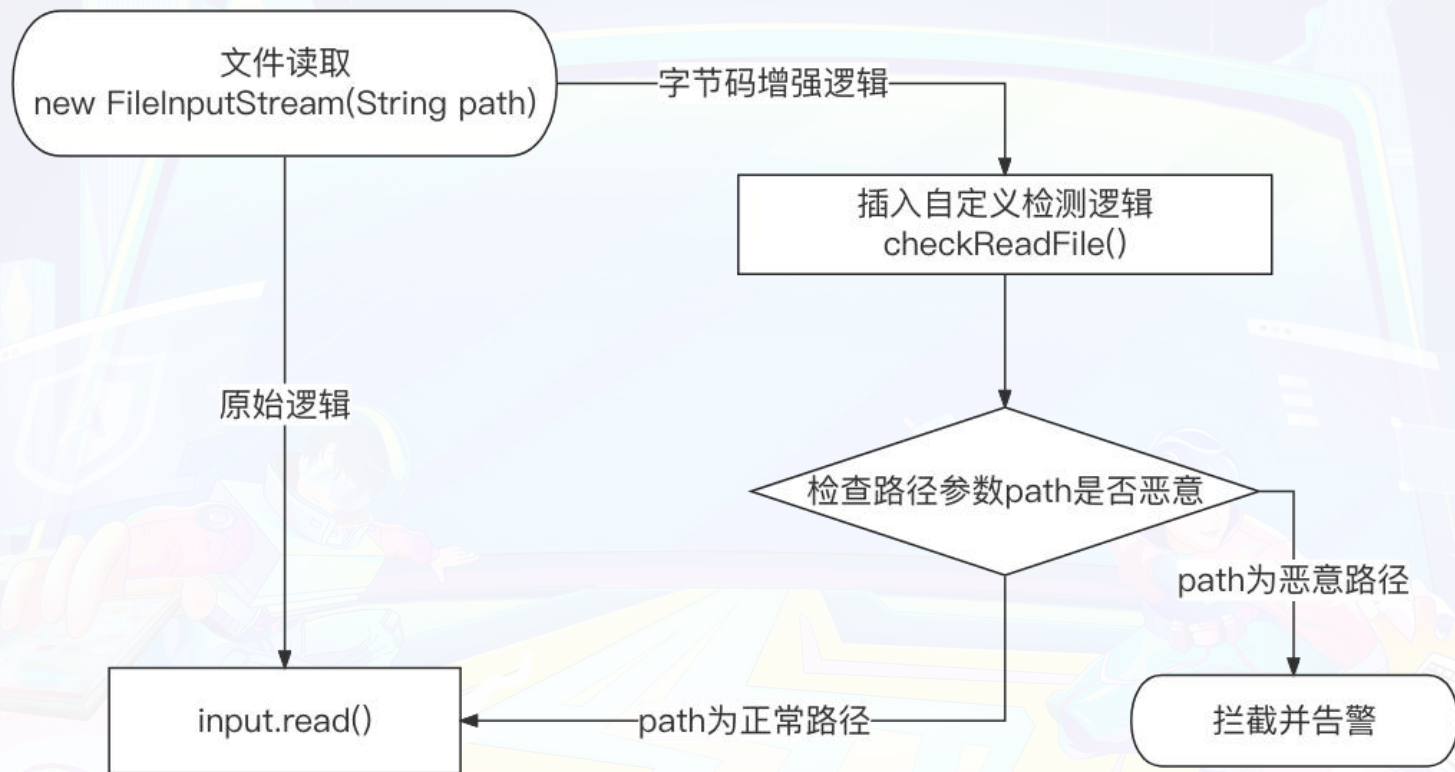 文件读取
new FileInputStream(String path)
字节码增强逻辑
插入自定义检测逻辑
checkReadFile()
原始逻辑
检查路径参数path是否恶意
path为恶意路径
input.read()
path为正常路径
拦截并告警